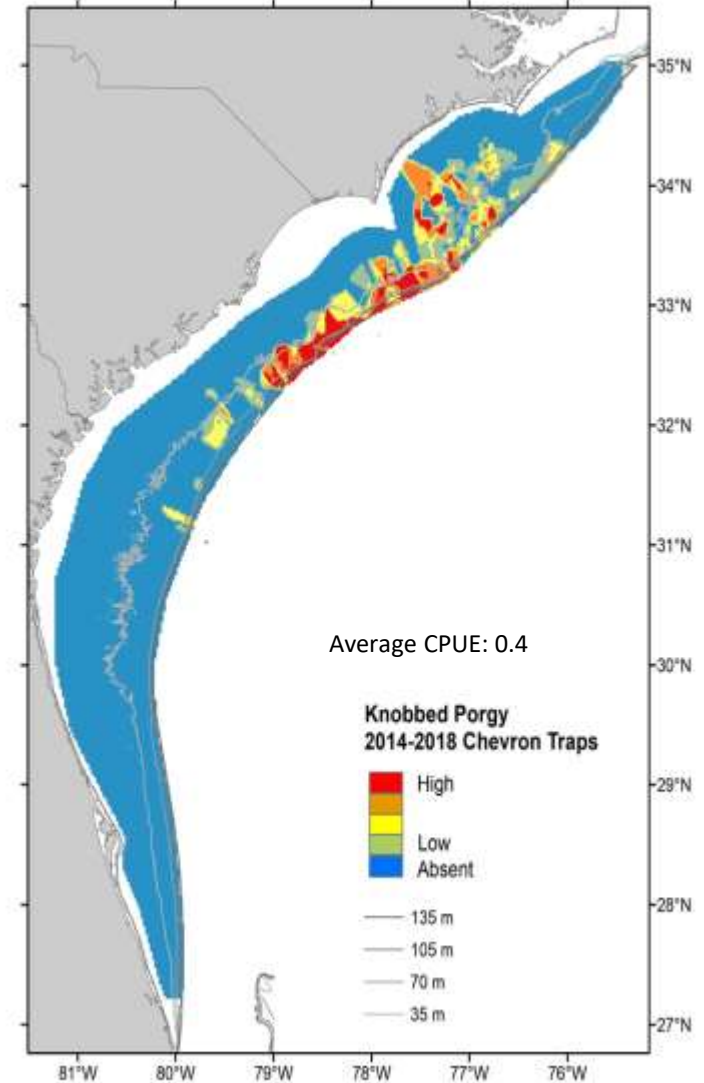 35°N
34°N
33°N
32°N
31°N
Average CPUE: 0.4
30°N
Knobbed Porgy
2014-2018 Chevron Traps
High
29°N
Low
Absent
28°N
135 m
105 m
70 m
35 m
27°N
81°W 80°W 79°W 78°W 77°W 76°W